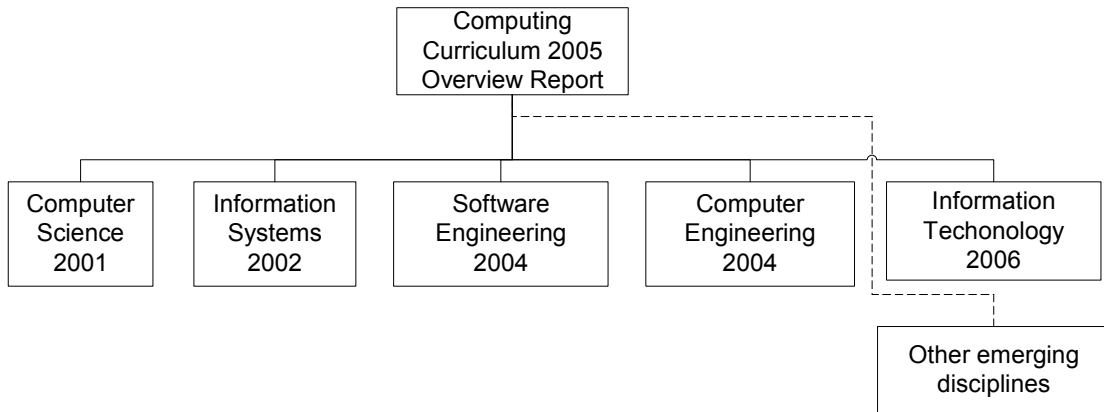 Computing
Curriculum 2005
Overview Report
Computer
Science
2001
Information
Systems
2002
Software
Engineering
2004
Computer
Engineering
2004
Information
Techonology
2006
Other emerging
disciplines